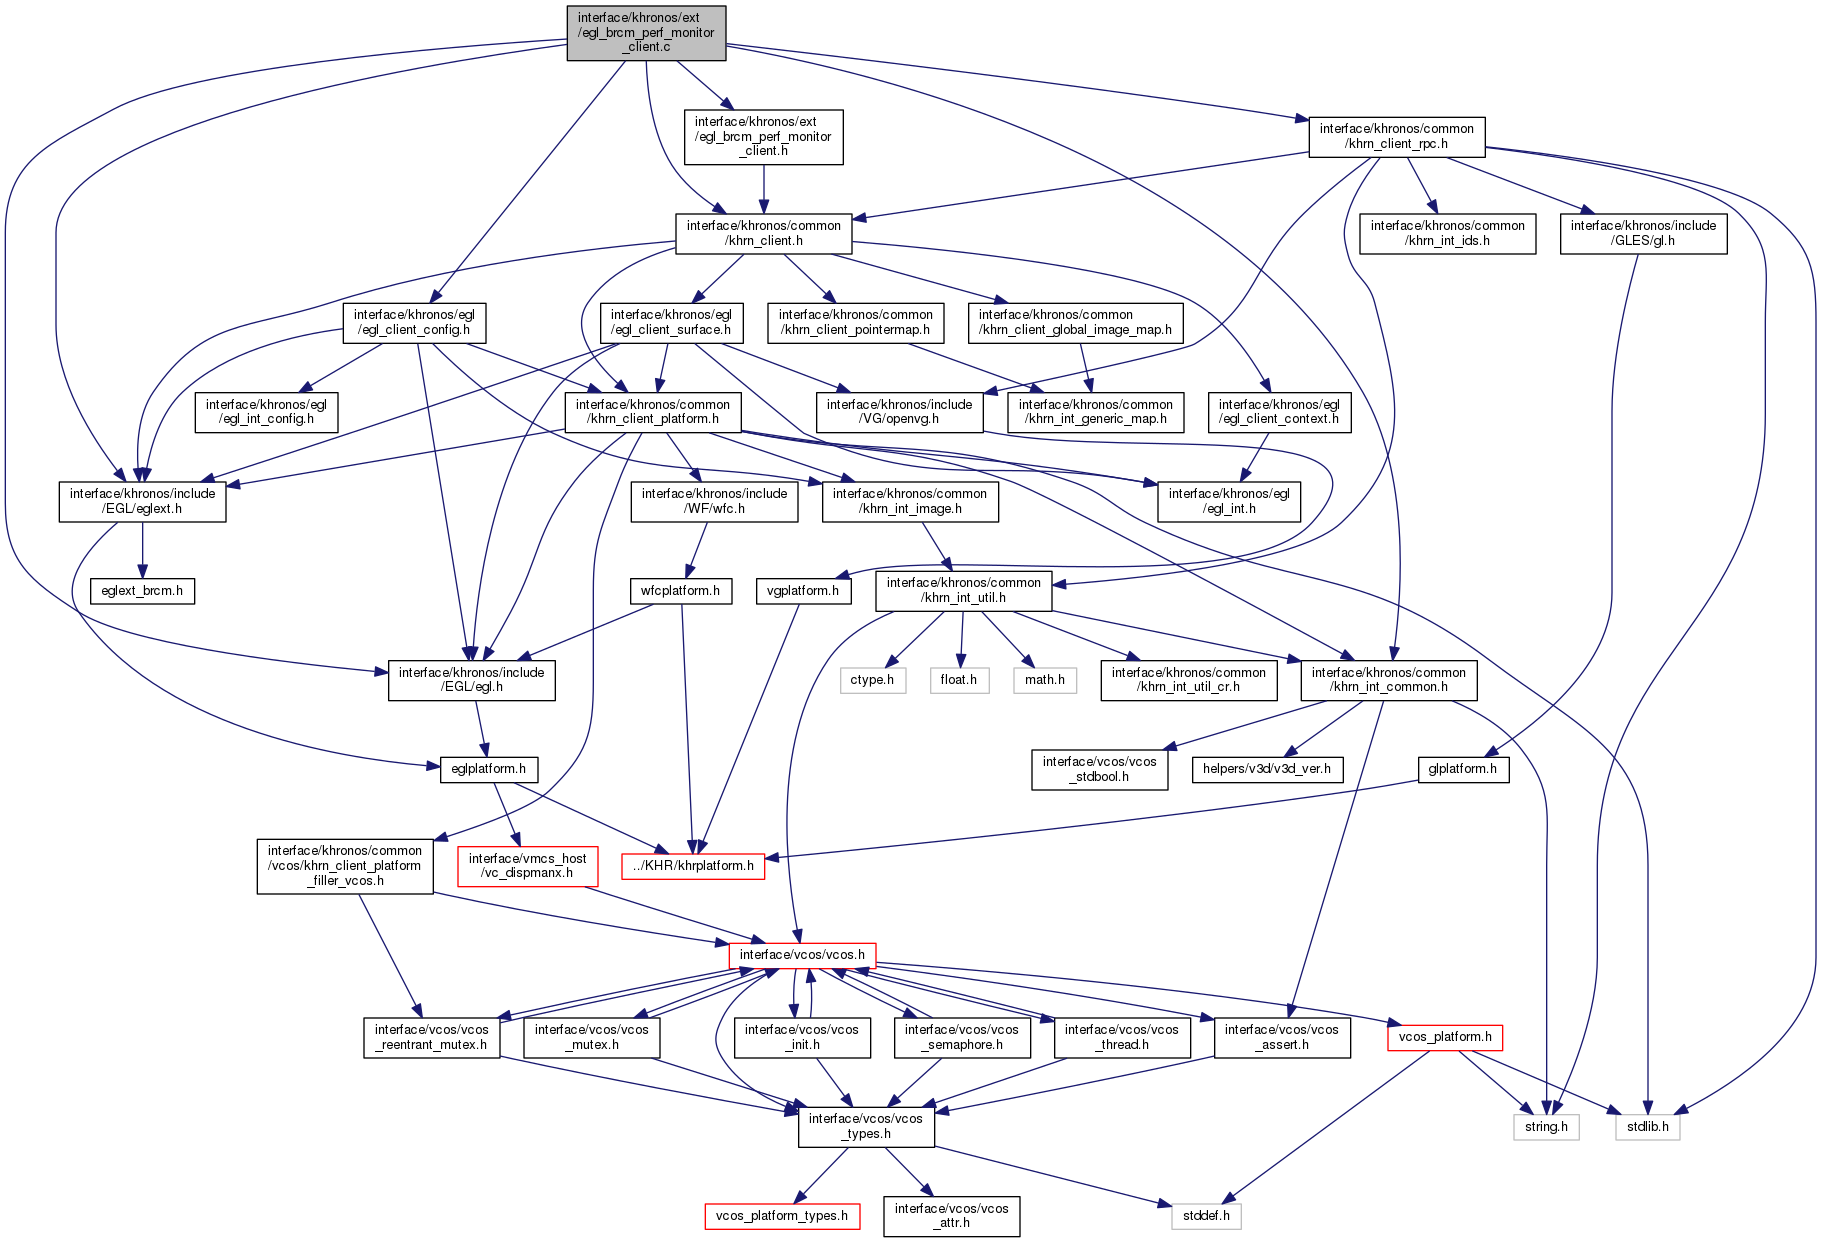 interface/khronos/ext
/egl_brcm_perf_monitor
_client.c
interface/khronos/ext
/egl_brcm_perf_monitor
_client.h
interface/khronos/common
/khrn_client_rpc.h
interface/khronos/common
/khrn_client.h
interface/khronos/common
/khrn_int_ids.h
interface/khronos/include
/GLES/gl.h
interface/khronos/egl
/egl_client_config.h
interface/khronos/egl
/egl_client_surface.h
interface/khronos/common
/khrn_client_pointermap.h
interface/khronos/common
/khrn_client_global_image_map.h
interface/khronos/egl
/egl_int_config.h
interface/khronos/common
/khrn_client_platform.h
interface/khronos/include
/VG/openvg.h
interface/khronos/common
/khrn_int_generic_map.h
interface/khronos/egl
/egl_client_context.h
interface/khronos/include
/EGL/eglext.h
interface/khronos/include
/WF/wfc.h
interface/khronos/common
/khrn_int_image.h
interface/khronos/egl
/egl_int.h
eglext_brcm.h
wfcplatform.h
vgplatform.h
interface/khronos/common
/khrn_int_util.h
interface/khronos/include
/EGL/egl.h
ctype.h
float.h
math.h
interface/khronos/common
/khrn_int_util_cr.h
interface/khronos/common
/khrn_int_common.h
eglplatform.h
interface/vcos/vcos
_stdbool.h
helpers/v3d/v3d_ver.h
glplatform.h
interface/khronos/common
/vcos/khrn_client_platform
_filler_vcos.h
interface/vmcs_host
/vc_dispmanx.h
../KHR/khrplatform.h
interface/vcos/vcos.h
interface/vcos/vcos
_reentrant_mutex.h
interface/vcos/vcos
_mutex.h
interface/vcos/vcos
_init.h
interface/vcos/vcos
_semaphore.h
interface/vcos/vcos
_thread.h
interface/vcos/vcos
_assert.h
vcos_platform.h
interface/vcos/vcos
_types.h
string.h
stdlib.h
vcos_platform_types.h
interface/vcos/vcos
_attr.h
stddef.h